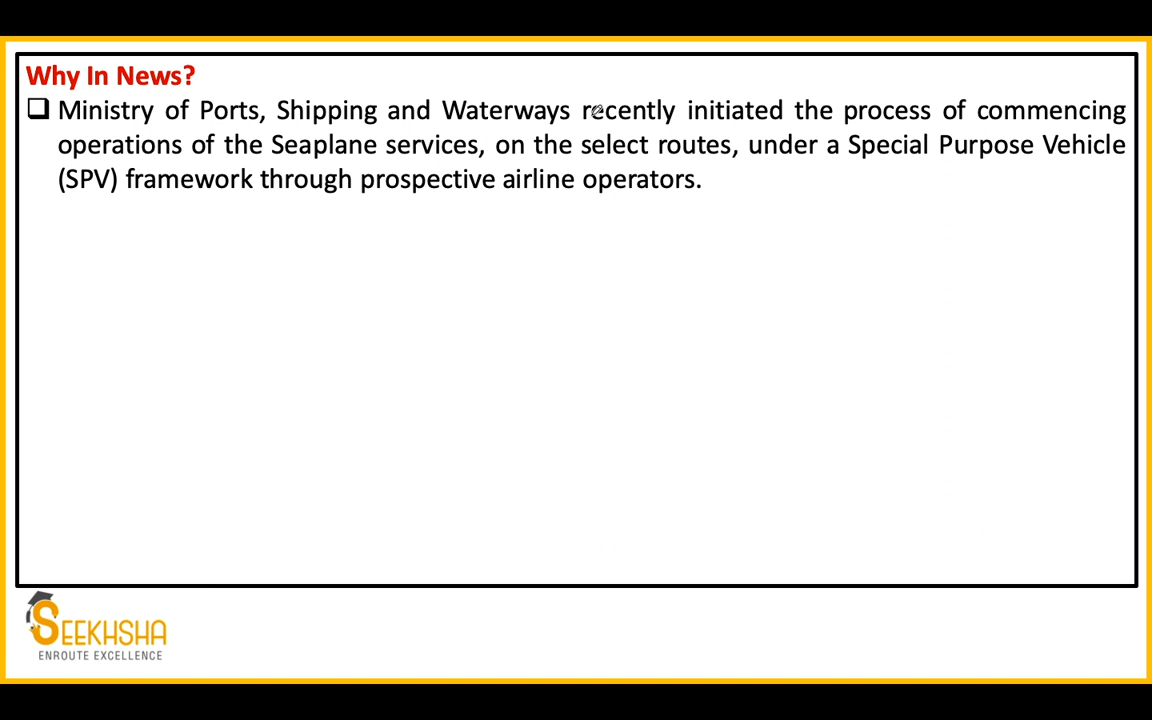 Why In News?
❑ Ministry of Ports, Shipping and Waterways recently initiated the process of commencing
operations of the Seaplane services, on the select routes, under a Special Purpose Vehicle
(SPV) framework through prospective airline operators.
SEEKHSHA
ENROUTE EXCELLENCE